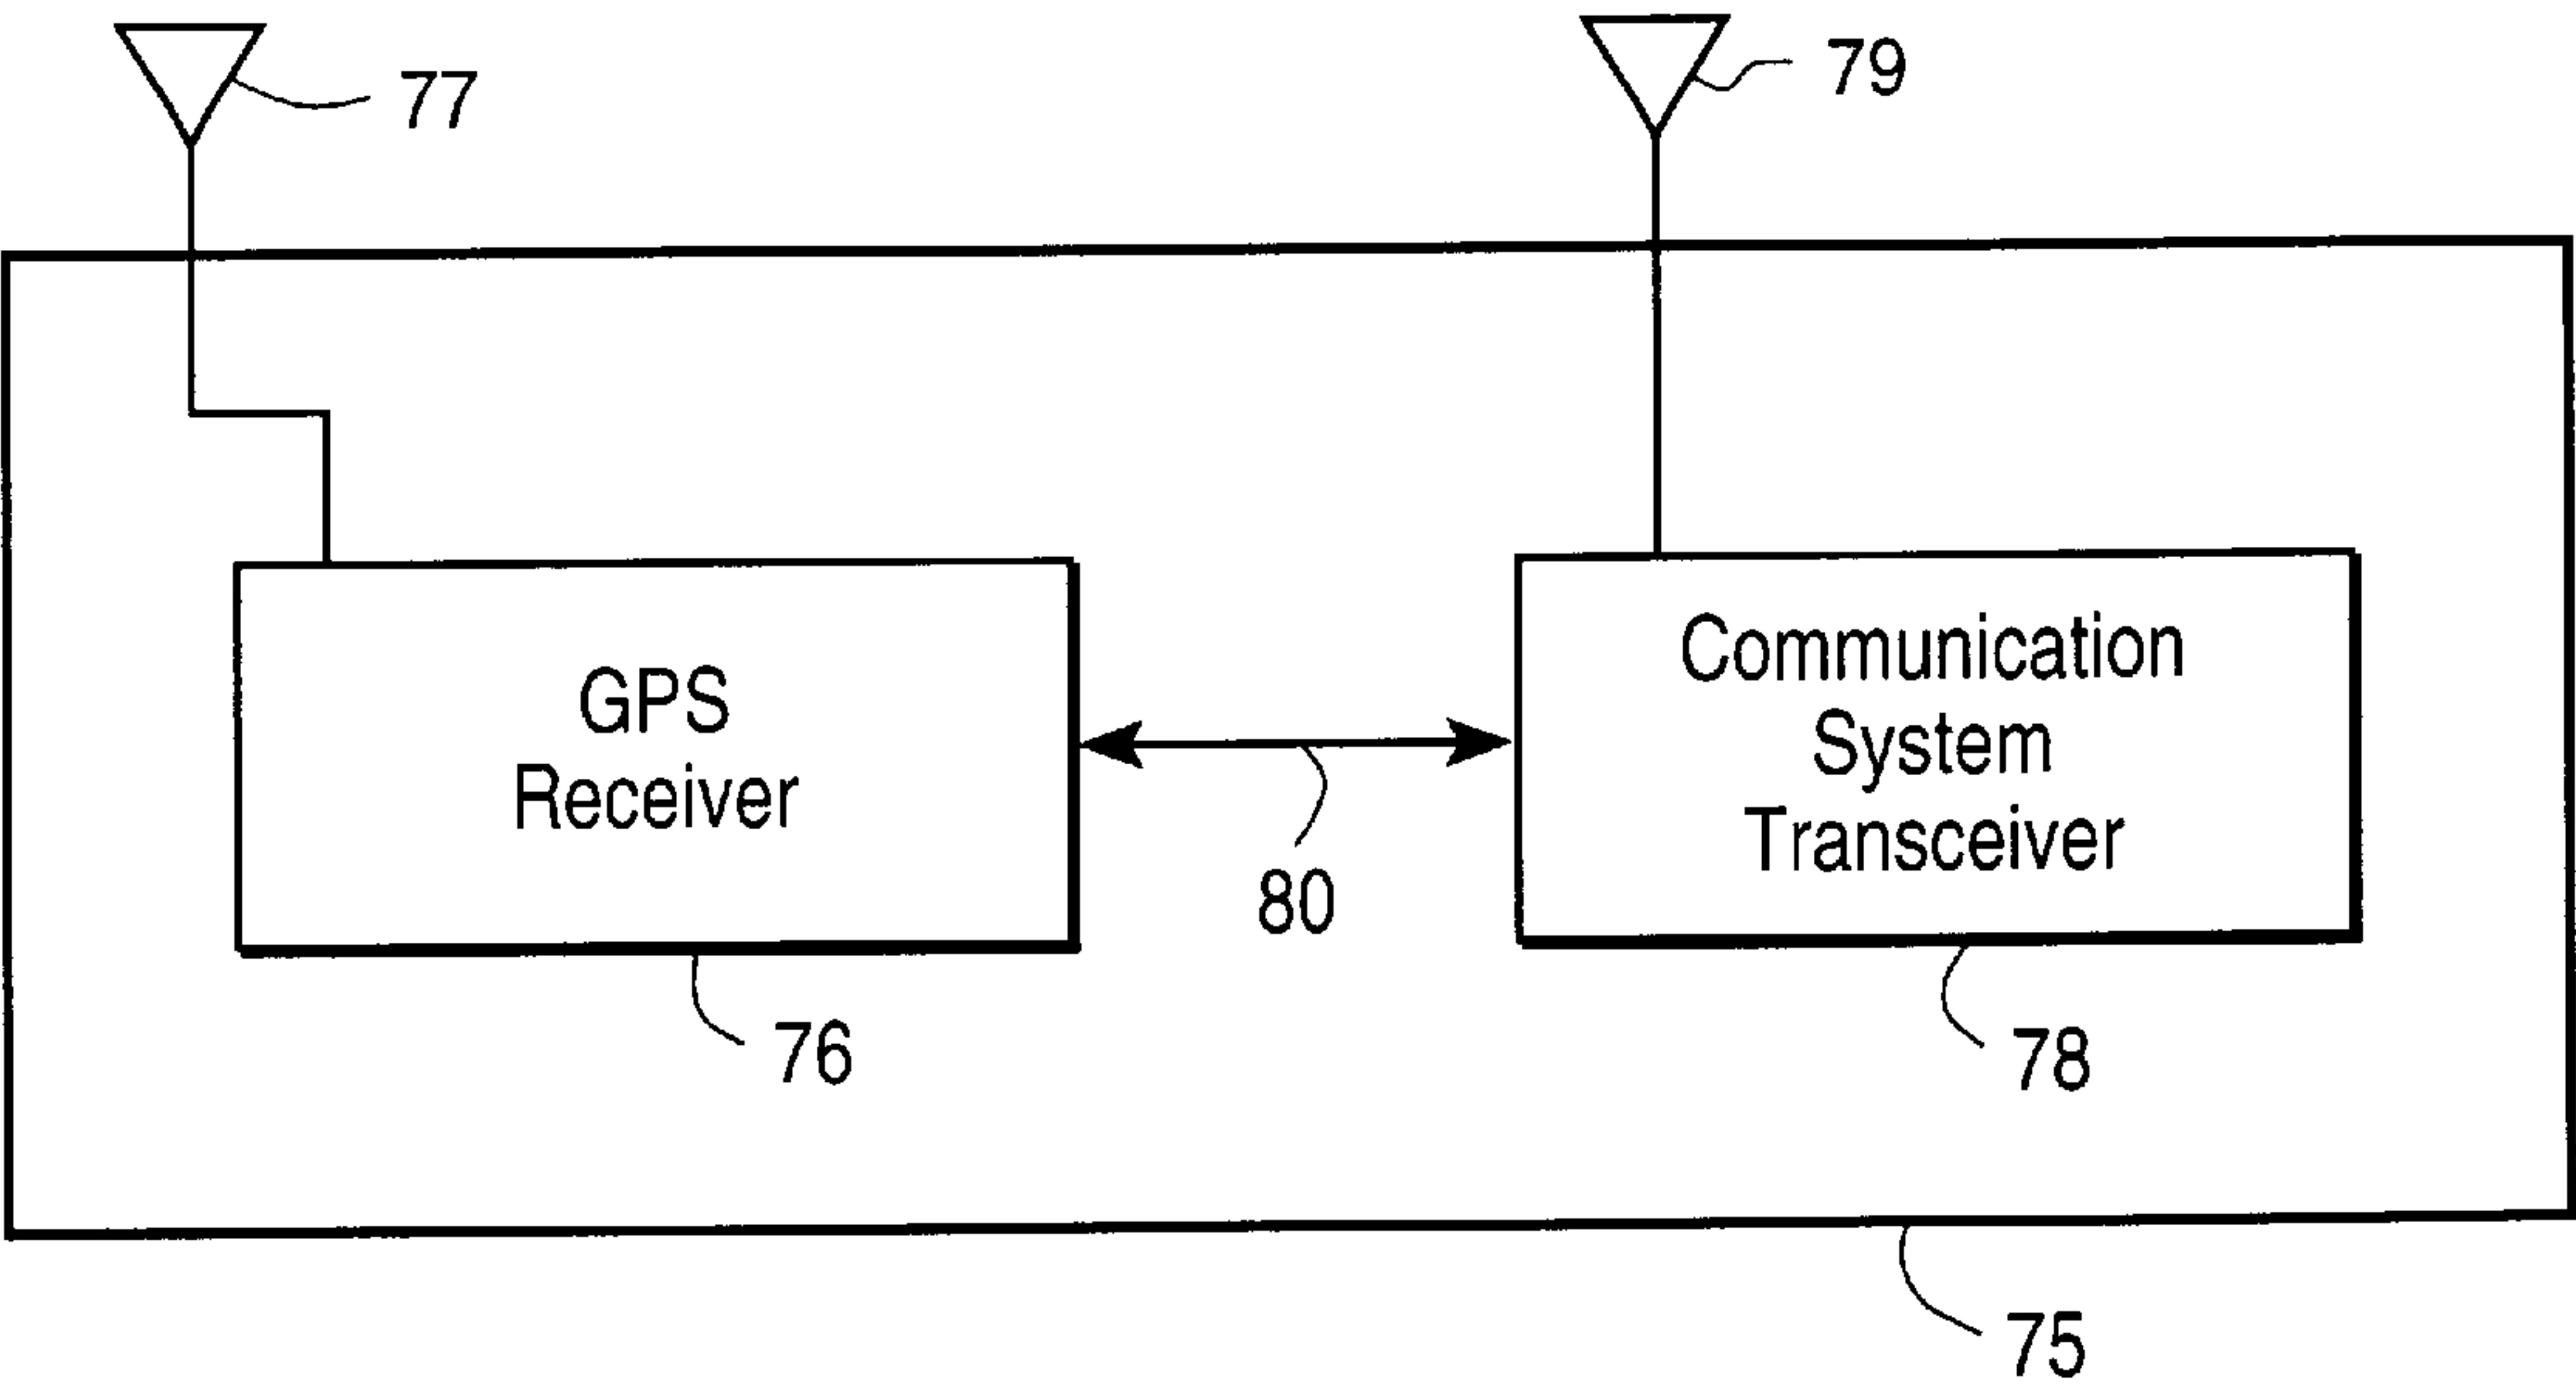 77
79
GPS
Receiver
Communication
System
Transceiver
80
76
78
75